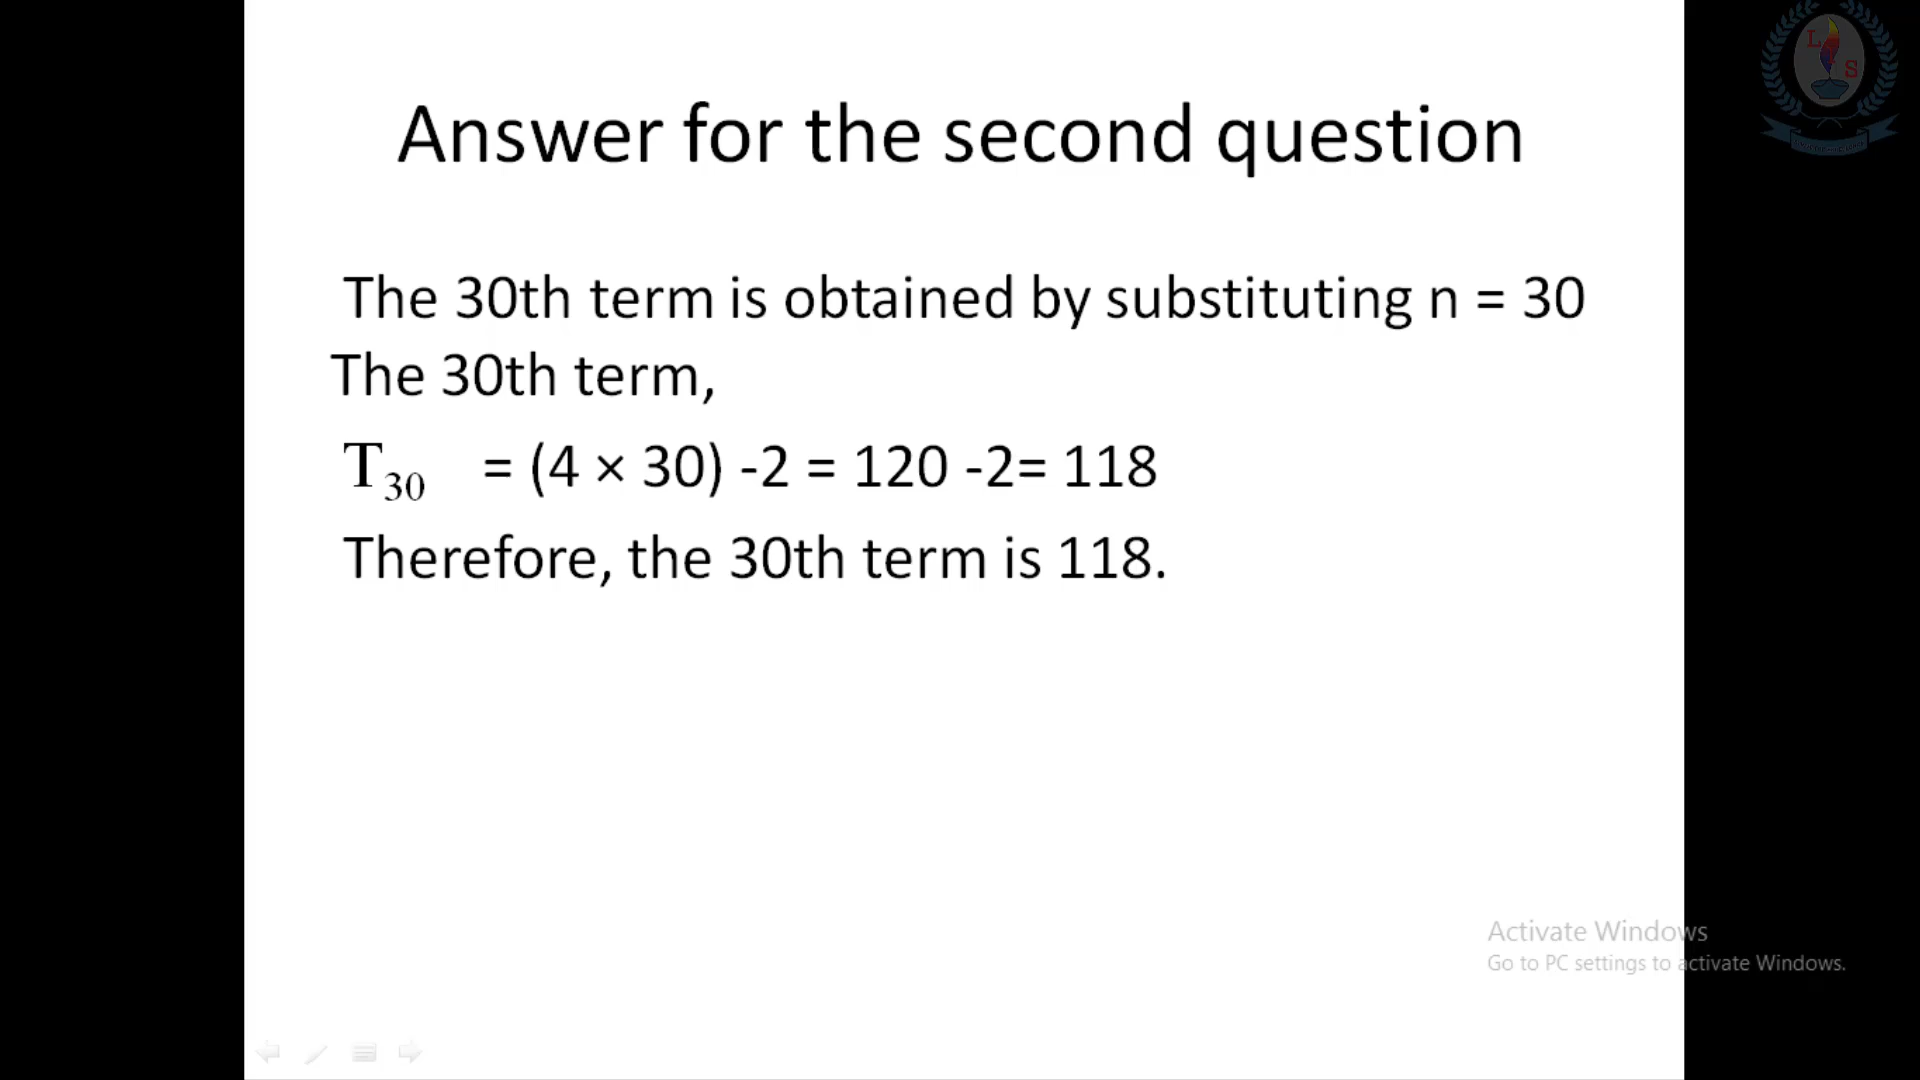 L
S
Answer for the second question
The 30th term is obtained by substituting n = 30
The 30th term,
T₃₀ = (4 × 30) -2 = 120 -2= 118
Therefore, the 30th term is 118.
Activate Windows
Go to PC settings to activate Windows.